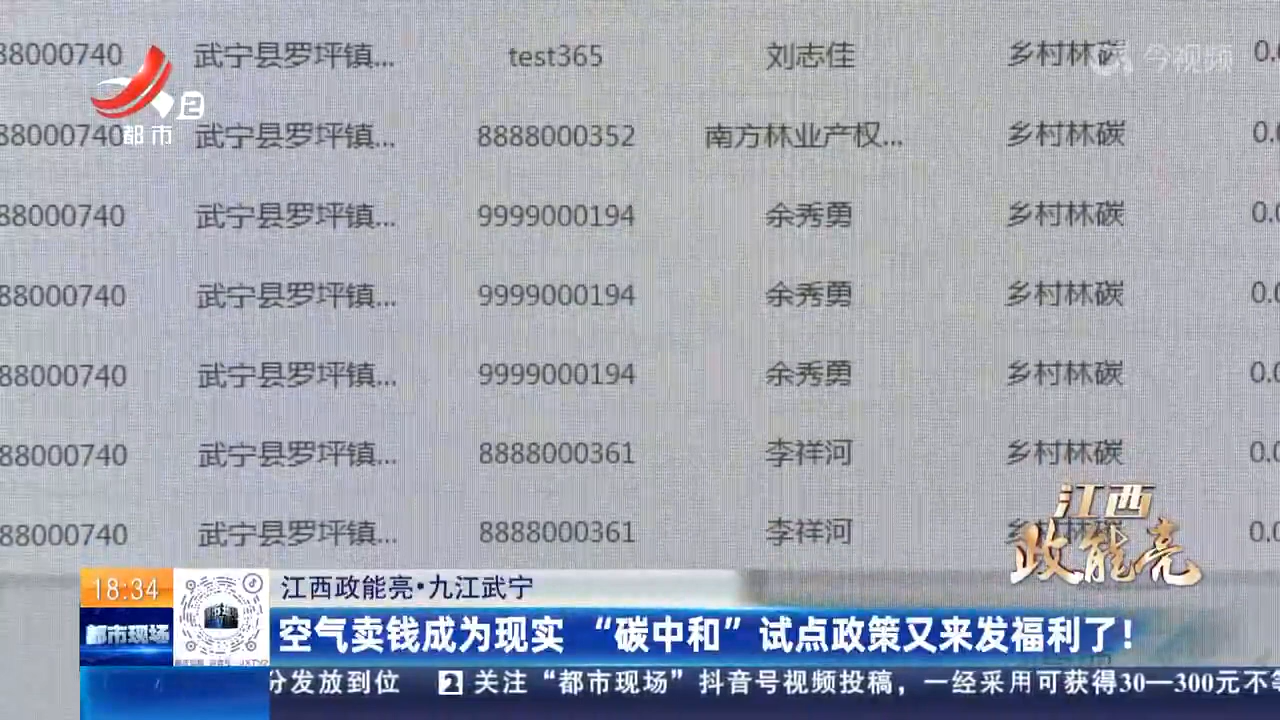 88000740 武宁县罗坪镇... test365 刘志佳 乡村林碳 0.
今视频
2
都市
88000740 武宁县罗坪镇... 8888000352 南方林业产权... 乡村林碳 0.
88000740 武宁县罗坪镇... 9999000194 余秀勇 乡村林碳 0.
88000740 武宁县罗坪镇... 9999000194 余秀勇 乡村林碳 0.0
88000740 武宁县罗坪镇... 9999000194 余秀勇 乡村林碳 0.0
88000740 武宁县罗坪镇... 8888000361 李祥河 乡村林碳 0.0
88000740 武宁县罗坪镇... 8888000361 李祥河 乡村林碳 0.0
江西
政能亮
18:34
都市现场
江西政能亮·九江武宁
空气卖钱成为现实 “碳中和”试点政策又来发福利了！
分发放到位 2 关注“都市现场”抖音号视频投稿，一经采用可获得30—300元不等